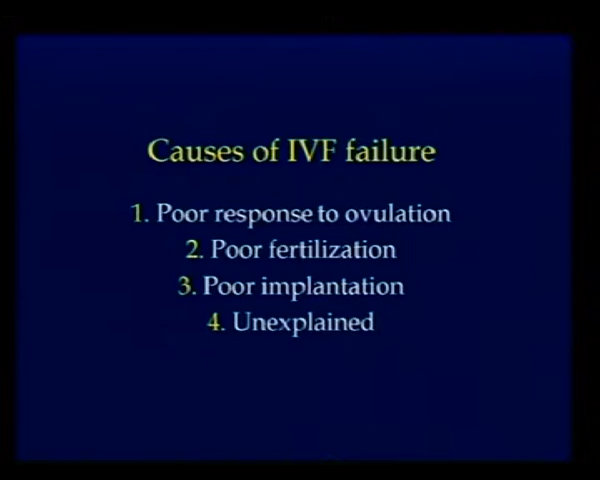 Causes of IVF failure
1. Poor response to ovulation
2. Poor fertilization
3. Poor implantation
4. Unexplained